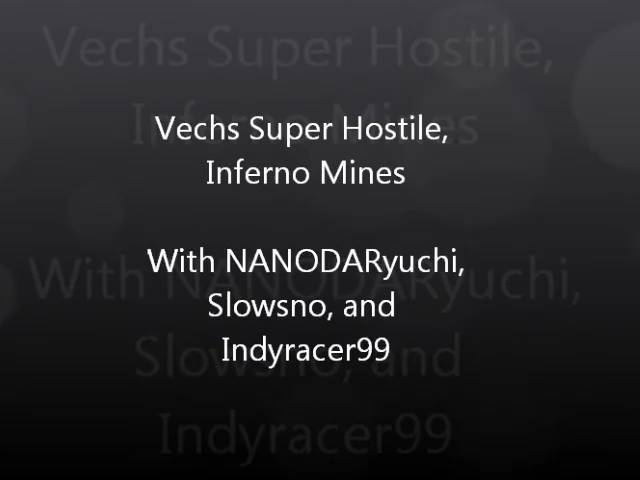 Vechs Super Hostile,
Inferno Mines
With NANODARyuchi,
Slowsno, and
Indyracer99